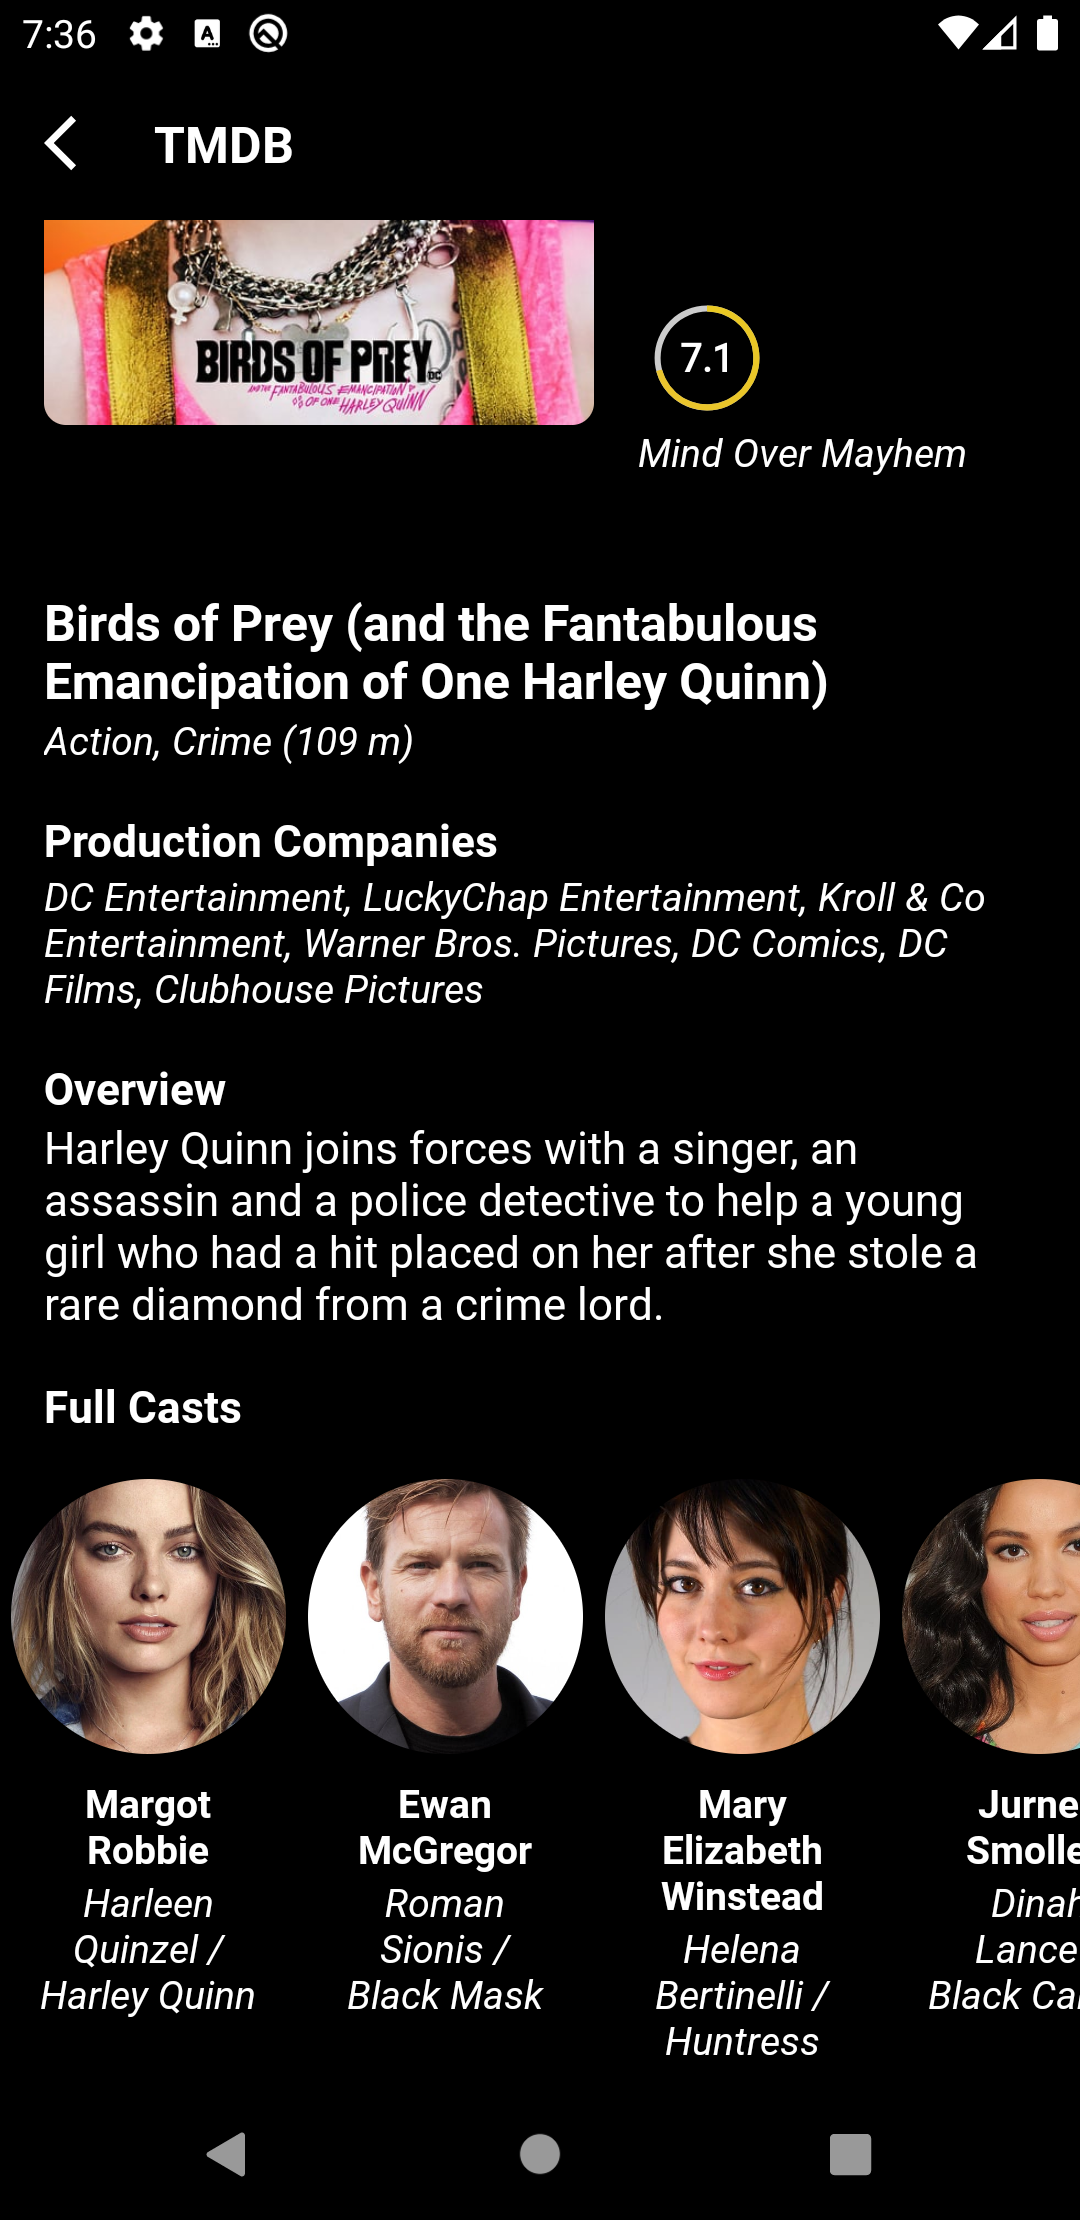 7:36
TMDB
BIRDS OF PREY
AND THE FANTABULOUS EMANCIPATION
OF ONE HARLEY QUINN
7.1
Mind Over Mayhem
Birds of Prey (and the Fantabulous
Emancipation of One Harley Quinn)
Action, Crime (109 m)
Production Companies
DC Entertainment, LuckyChap Entertainment, Kroll & Co
Entertainment, Warner Bros. Pictures, DC Comics, DC
Films, Clubhouse Pictures
Overview
Harley Quinn joins forces with a singer, an
assassin and a police detective to help a young
girl who had a hit placed on her after she stole a
rare diamond from a crime lord.
Full Casts
Margot
Robbie
Harleen
Quinzel /
Harley Quinn
Ewan
McGregor
Roman
Sionis /
Black Mask
Mary
Elizabeth
Winstead
Helena
Bertinelli /
Huntress
Jurne
Smolle
Dinah
Lance
Black Ca